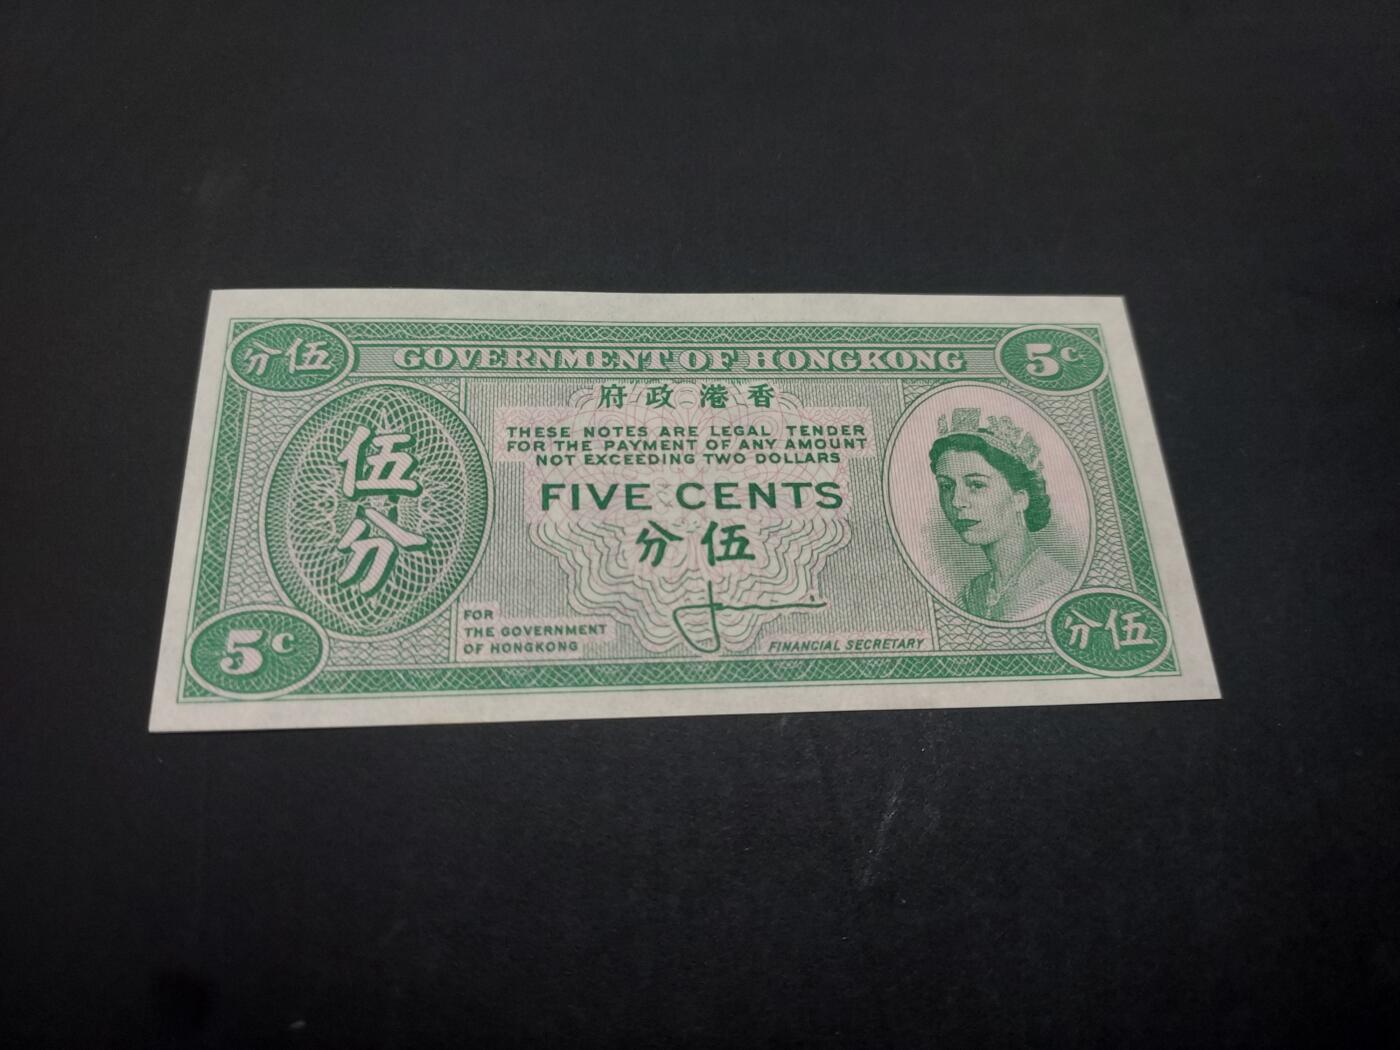 分伍
GOVERNMENT OF HONGKONG
5c
府政港香
THESE NOTES ARE LEGAL TENDER
FOR THE PAYMENT OF ANY AMOUNT
NOT EXCEEDING TWO DOLLARS
伍分
FIVE CENTS
分伍
FOR
THE GOVERNMENT
OF HONGKONG
FINANCIAL SECRETARY
5c
分伍